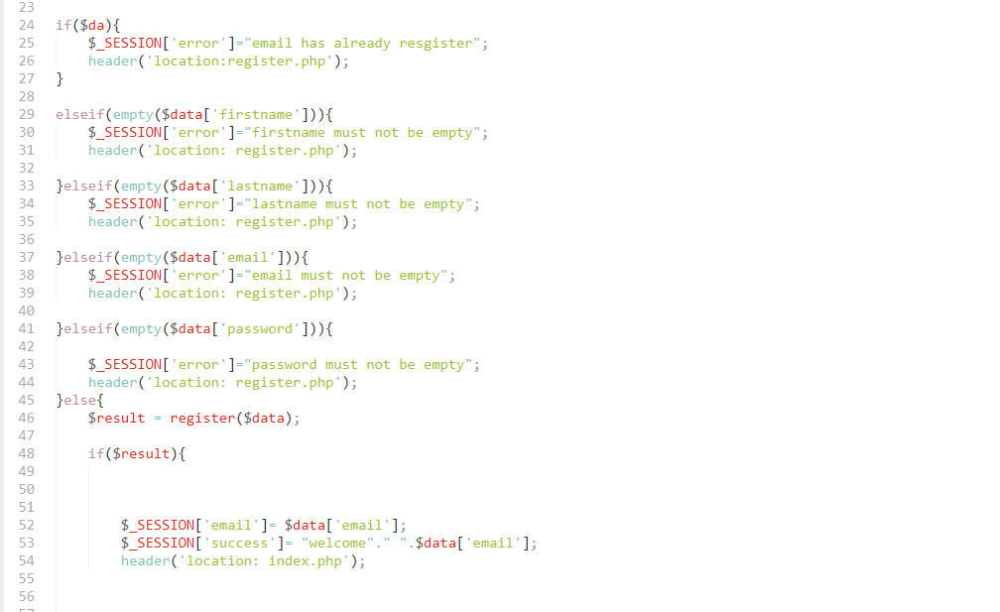 23
24 if($da){
25 $_SESSION['error']="email has already resgister";
26 header('location:register.php');
27 }
28
29 elseif(empty($data['firstname'])){
30 $_SESSION['error']="firstname must not be empty";
31 header('location: register.php');
32
33 }elseif(empty($data['lastname'])){
34 $_SESSION['error']="lastname must not be empty";
35 header('location: register.php');
36
37 }elseif(empty($data['email'])){
38 $_SESSION['error']="email must not be empty";
39 header('location: register.php');
40
41 }elseif(empty($data['password'])){
42
43 $_SESSION['error']="password must not be empty";
44 header('location: register.php');
45 }else{
46 $result = register($data);
47
48 if($result){
49
50
51
52 $_SESSION['email']= $data['email'];
53 $_SESSION['success']= "welcome"." ".$data['email'];
54 header('location: index.php');
55
56
57